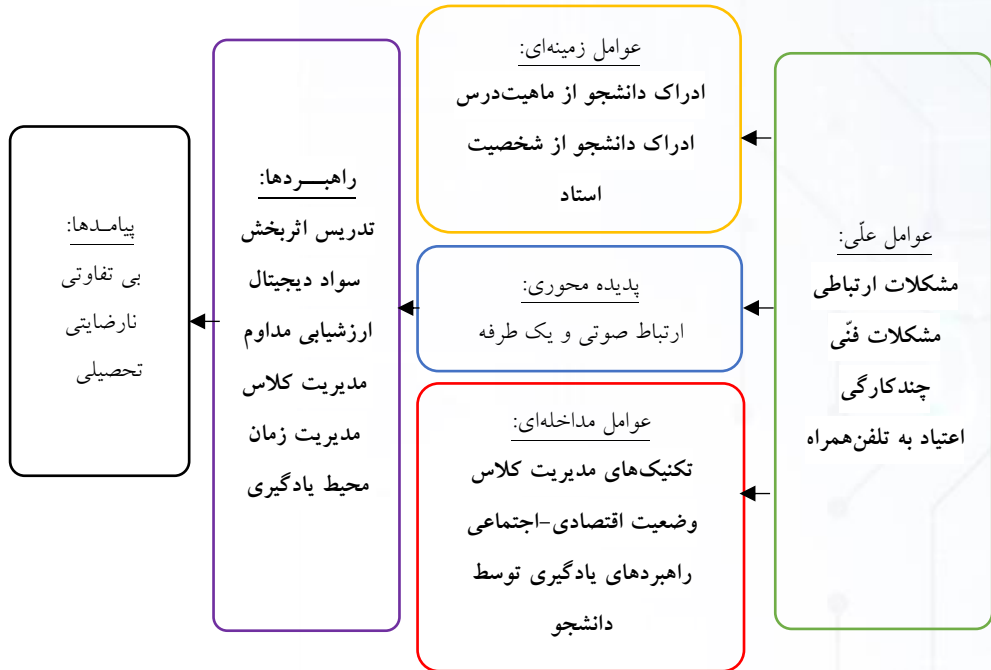 عوامل علّی:
مشکلات ارتباطی
مشکلات فنّی
چندکارگی
اعتیاد به تلفن‌همراه
عوامل زمینه‌ای:
ادراک دانشجو از ماهیت‌درس
ادراک دانشجو از شخصیت
استاد
پدیده محوری:
ارتباط صوتی و یک طرفه
عوامل مداخله‌ای:
تکنیک‌های مدیریت کلاس
وضعیت اقتصادی-اجتماعی
راهبردهای یادگیری توسط
دانشجو
راهبـــردها:
تدریس اثربخش
سواد دیجیتال
ارزشیابی مداوم
مدیریت کلاس
مدیریت زمان
محیط یادگیری
پیامـدها:
بی تفاوتی
نارضایتی
تحصیلی